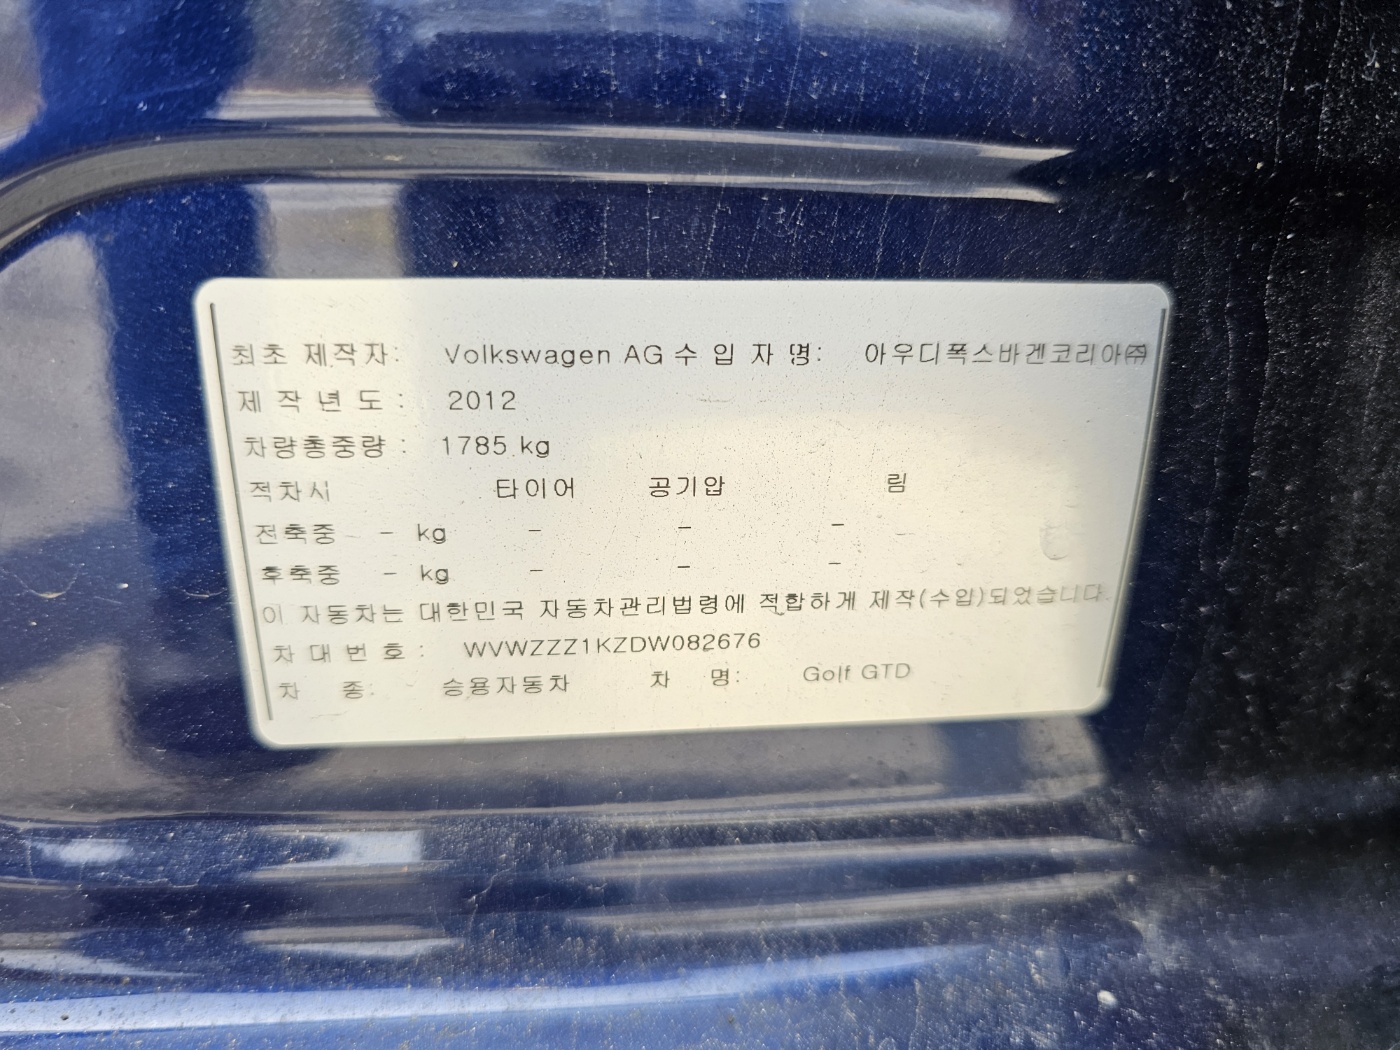 최초 제작자: Volkswagen AG 수 입 자 명: 아우디폭스바겐코리아㈜
제 작 년 도 : 2012
차량총중량 : 1785 kg
적차시 타이어 공기압 림
전축중 - kg - - -
후축중 - kg - - -
이 자동차는 대한민국 자동차관리법령에 적합하게 제작(수입)되었습니다.
차 대 번 호 : WVWZZZ1KZDW082676
차 종: 승용자동차 차 명: Golf GTD